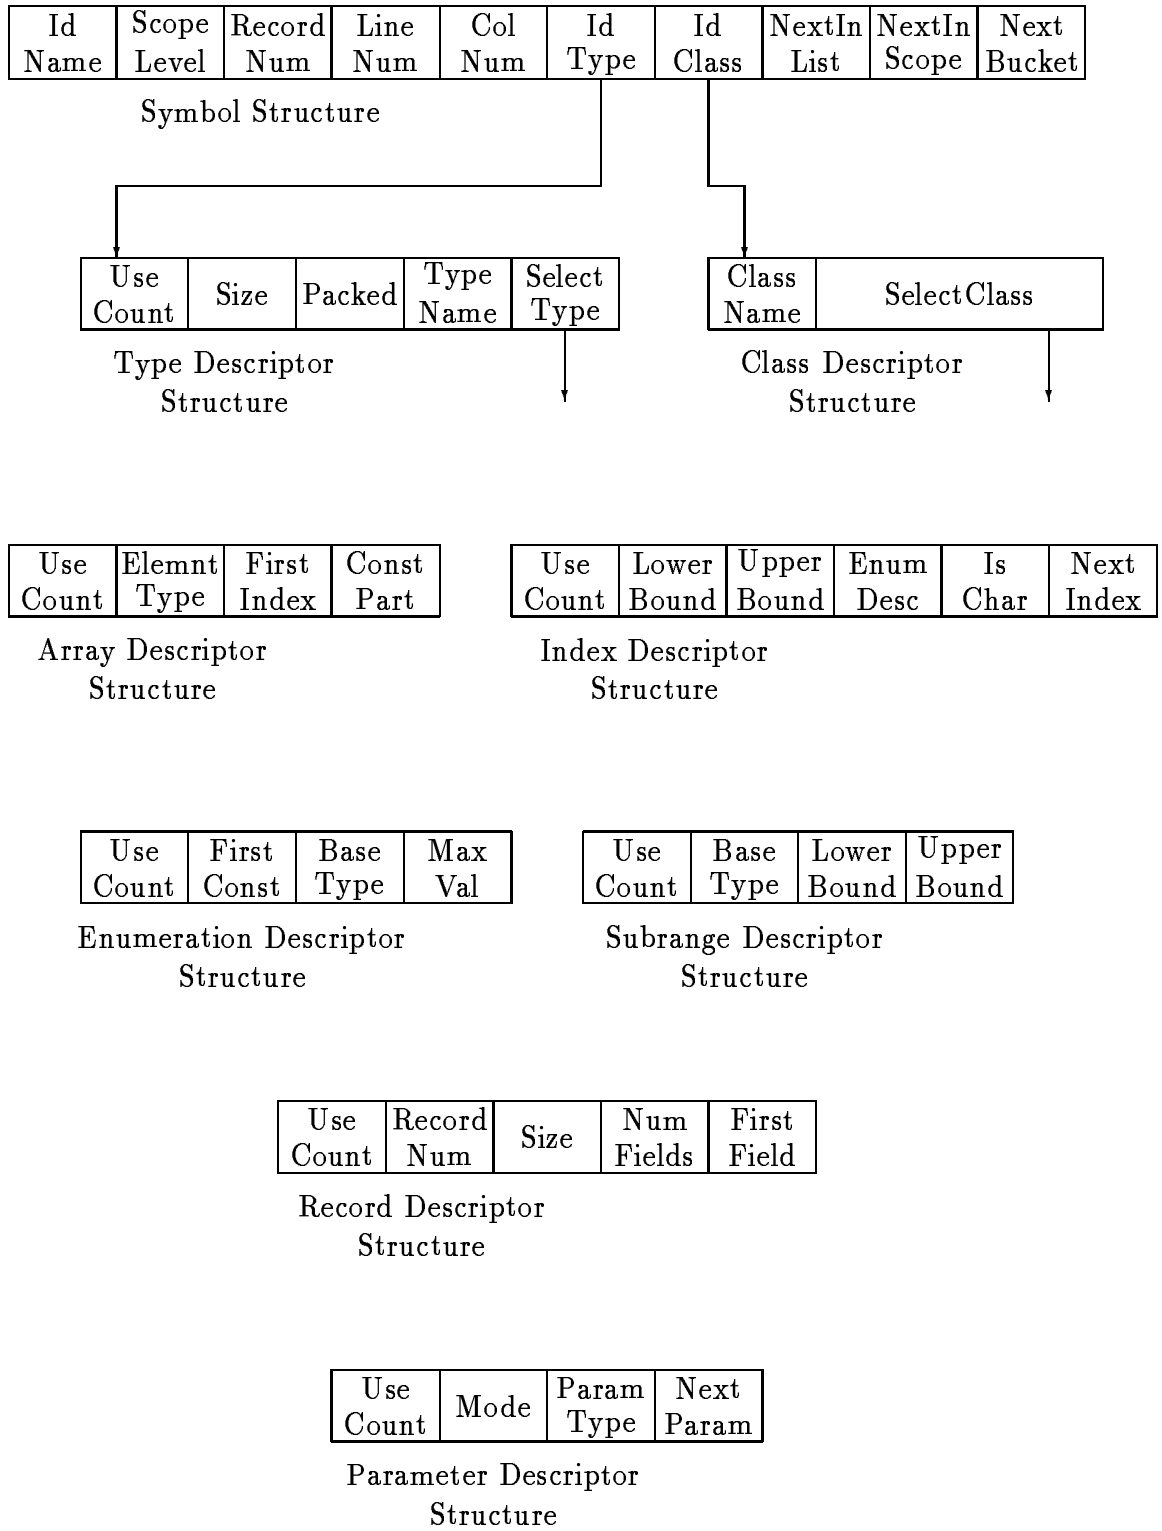 Id Scope Record Line Col Id Id NextIn NextIn Next
Name Level Num Num Num Type Class List Scope Bucket
Symbol Structure
Use Size Packed Type Select
Count Name Type
Class SelectClass
Name
Type Descriptor
Structure
Class Descriptor
Structure
Use Elemnt First Const
Count Type Index Part
Array Descriptor
Structure
Use Lower Upper Enum Is Next
Count Bound Bound Desc Char Index
Index Descriptor
Structure
Use First Base Max
Count Const Type Val
Enumeration Descriptor
Structure
Use Base Lower Upper
Count Type Bound Bound
Subrange Descriptor
Structure
Use Record Size Num First
Count Num Fields Field
Record Descriptor
Structure
Use Mode Param Next
Count Type Param
Parameter Descriptor
Structure